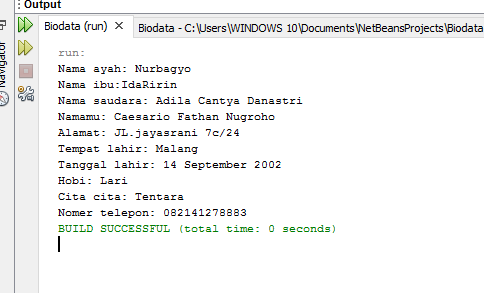 Output
Biodata (run) × Biodata - C:\Users\WINDOWS 10\Documents\NetBeansProjects\Biodata
Navigator
run:
Nama ayah: Nurbagyo
Nama ibu:IdaRirin
Nama saudara: Adila Cantya Danastri
Namamu: Caesario Fathan Nugroho
Alamat: JL.jayasrani 7c/24
Tempat lahir: Malang
Tanggal lahir: 14 September 2002
Hobi: Lari
Cita cita: Tentara
Nomer telepon: 082141278883
BUILD SUCCESSFUL (total time: 0 seconds)